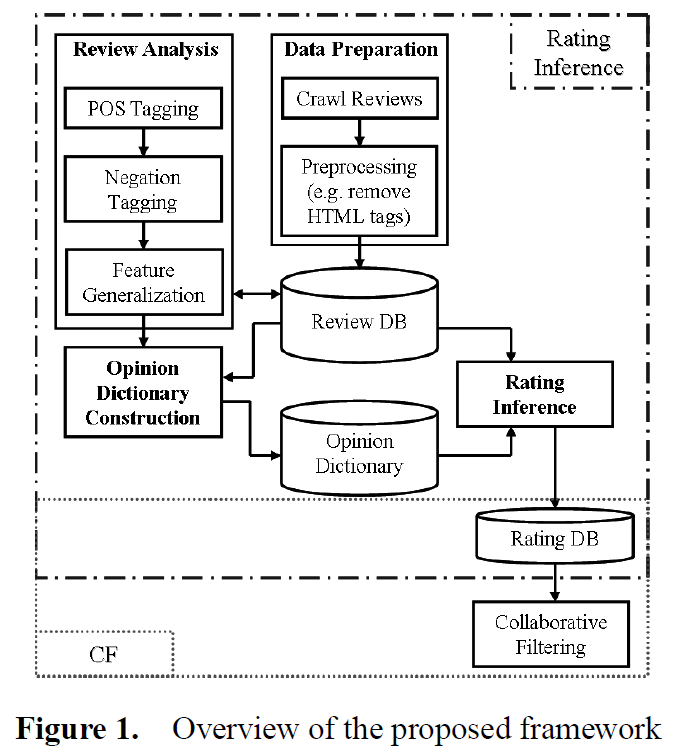 Rating
Inference
Review Analysis
POS Tagging
Negation
Tagging
Feature
Generalization
Data Preparation
Crawl Reviews
Preprocessing
(e.g. remove
HTML tags)
Review DB
Opinion
Dictionary
Construction
Opinion
Dictionary
Rating
Inference
Rating DB
Collaborative
Filtering
CF
Figure 1. Overview of the proposed framework